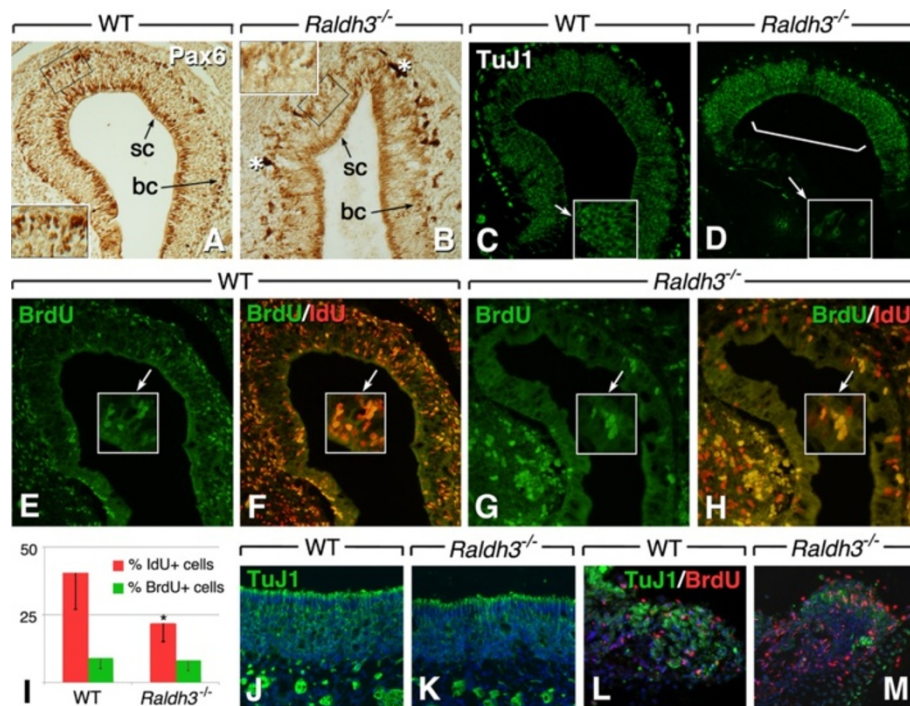 WT Raldh3-/- WT Raldh3-/-
Pax6 * TuJ1
sc sc
* bc bc
A B C D
WT Raldh3-/-
BrdU BrdU/IdU BrdU BrdU/IdU
E F G H
50 WT Raldh3-/- WT Raldh3-/-
% IdU+ cells TuJ1 TuJ1/BrdU
% BrdU+ cells
25 *
I WT Raldh3-/- J K L M